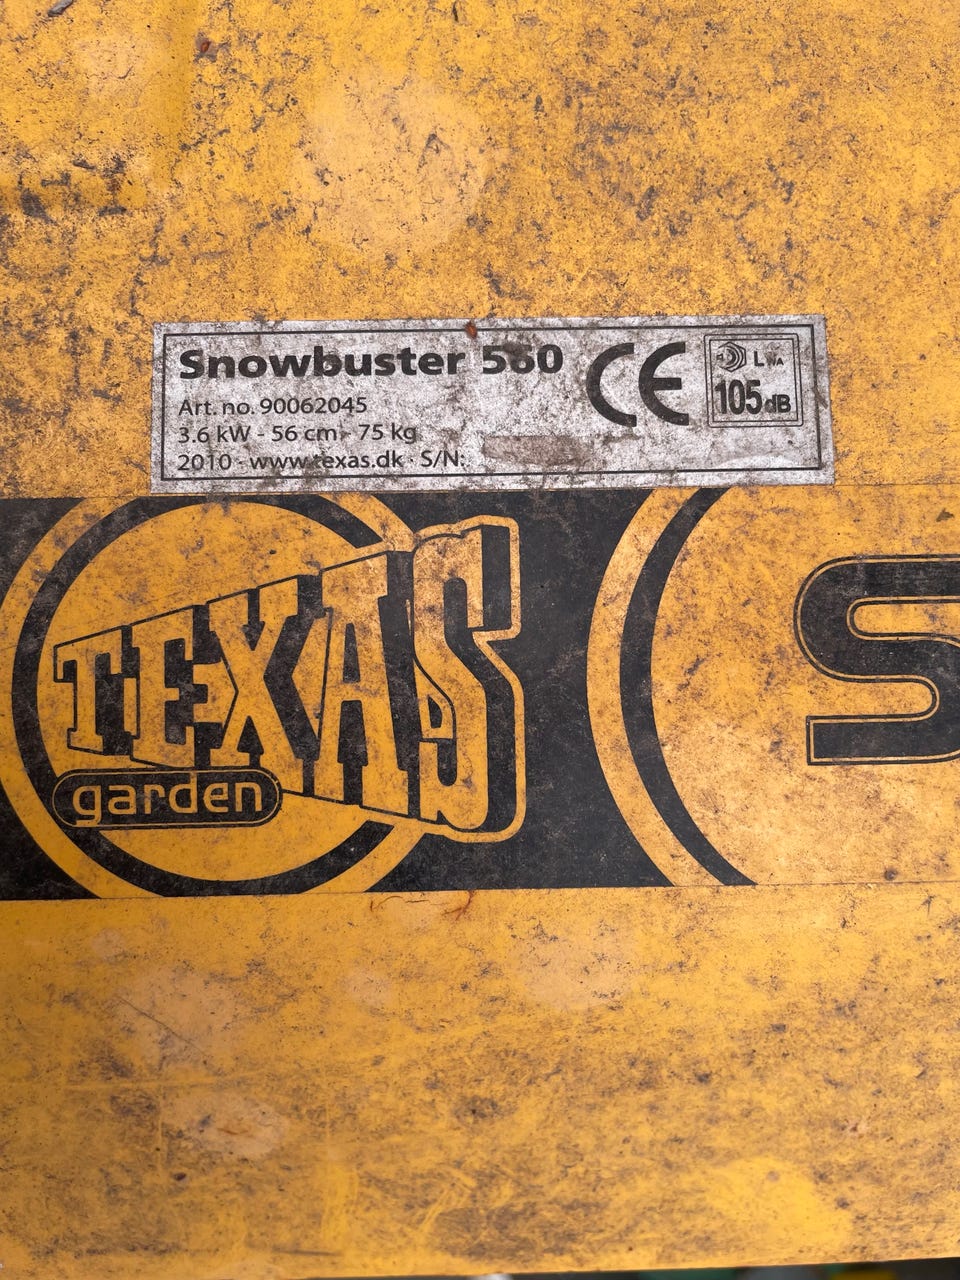 Snowbuster 560
CE
LWA
105 dB
Art. no. 90062045
3.6 kW - 56 cm - 75 kg
2010 - www.texas.dk - S/N:
TEXAS
garden
S